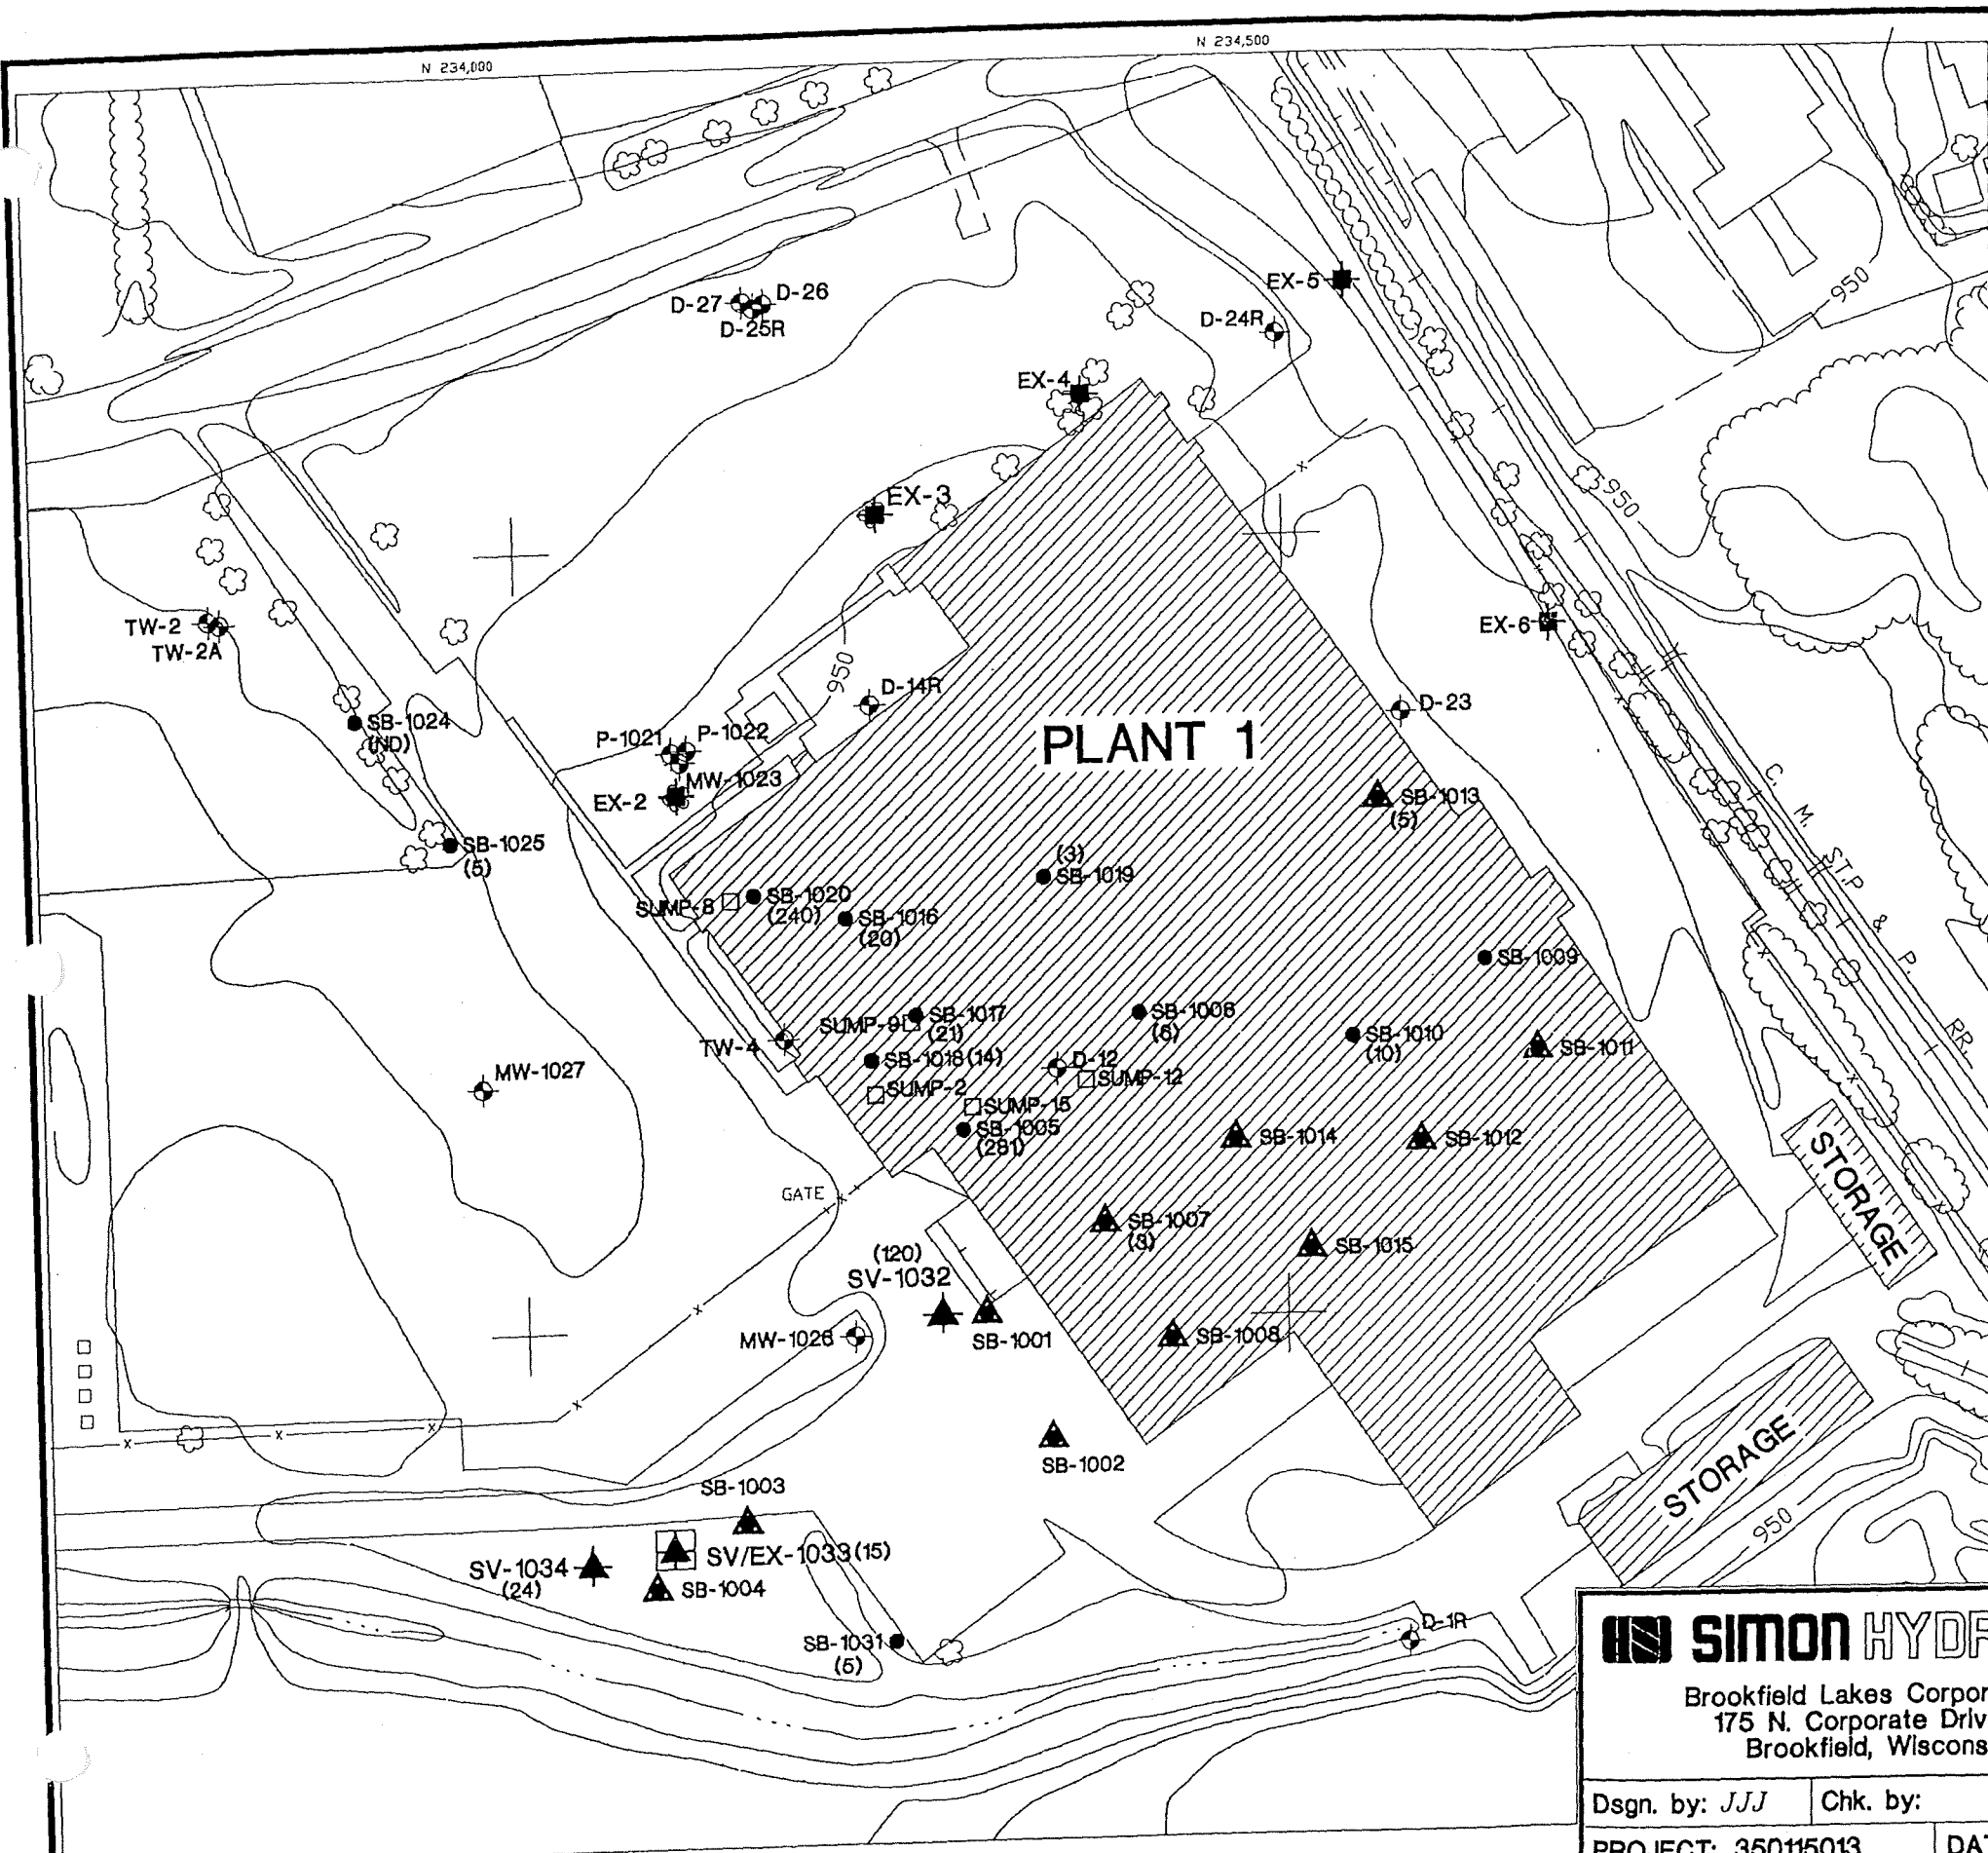 N 234,000
N 234,500
D-27
D-26
D-25R
EX-5
D-24R
950
EX-4
EX-3
950
TW-2
TW-2A
EX-6
950
D-14R
D-23
SB-1024
(ND)
P-1021
P-1022
MW-1023
EX-2
PLANT 1
SB-1013
(5)
C. M. ST.P & P. RR.
SB-1025
(5)
(3)
SB-1019
SUMP-8
SB-1020
(240)
SB-1016
(20)
SB-1009
SUMP-9
SB-1017
(21)
SB-1006
(6)
SB-1010
(10)
SB-1011
TW-4
SB-1018(14)
D-12
SUMP-12
MW-1027
SUMP-2
SUMP-15
SB-1005
(281)
SB-1014
SB-1012
STORAGE
GATE
SB-1007
(3)
SB-1015
(120)
SV-1032
MW-1026
SB-1001
SB-1008
SB-1002
STORAGE
950
SB-1003
SV/EX-1033(15)
SV-1034
(24)
SB-1004
SB-1031
(5)
D-1R
SIMON
Brookfield Lakes
175 N. Corporate
Brookfield,
Dsgn. by: JJJ
Chk. by:
PROJECT: 350115013